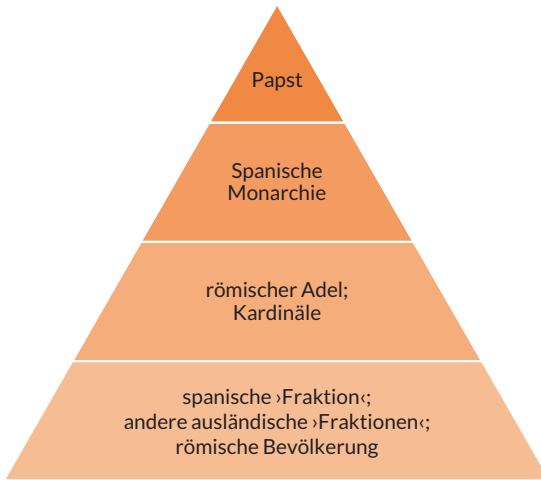 Papst
Spanische
Monarchie
römischer Adel;
Kardinäle
spanische ›Fraktion‹;
andere ausländische ›Fraktionen‹;
römische Bevölkerung